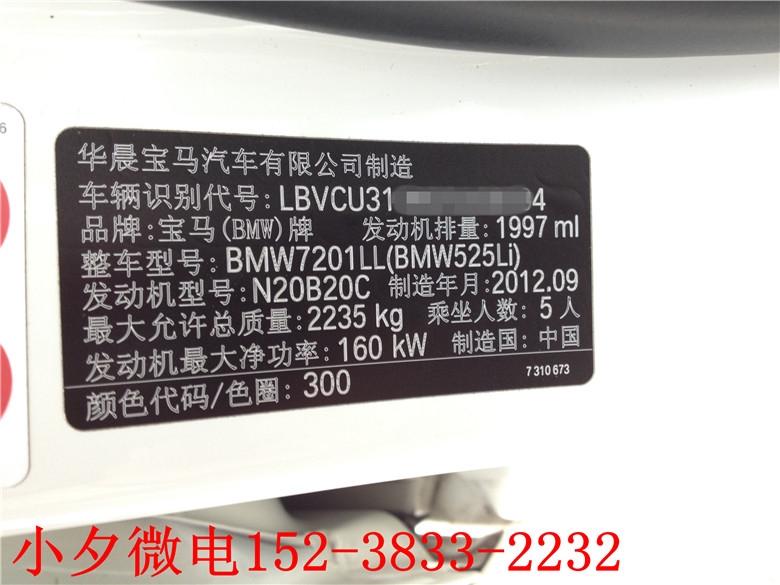 6
华晨宝马汽车有限公司制造
车辆识别代号: LBVCU31 4
品牌:宝马(BMW)牌 发动机排量: 1997 ml
整车型号: BMW7201LL(BMW525Li)
发动机型号: N20B20C 制造年月: 2012.09
最大允许总质量: 2235 kg 乘坐人数: 5 人
发动机最大净功率: 160 kW 制造国: 中国
7 310 673
颜色代码/色圈: 300
小夕微电152-3833-2232